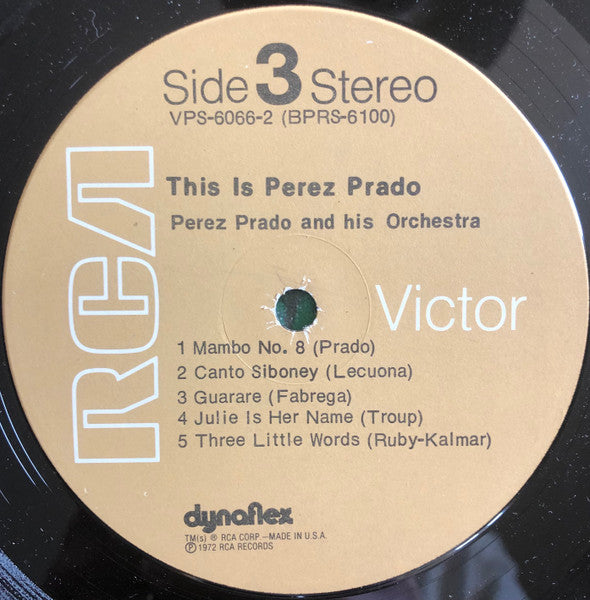 Side 3 Stereo
VPS-6066-2 (BPRS-6100)
This Is Perez Prado
Perez Prado and his Orchestra
RCA
Victor
1 Mambo No. 8 (Prado)
2 Canto Siboney (Lecuona)
3 Guarare (Fabrega)
4 Julie Is Her Name (Troup)
5 Three Little Words (Ruby-Kalmar)
dynaflex
TM(s) ® RCA CORP.—MADE IN U.S.A.
℗ 1972 RCA RECORDS